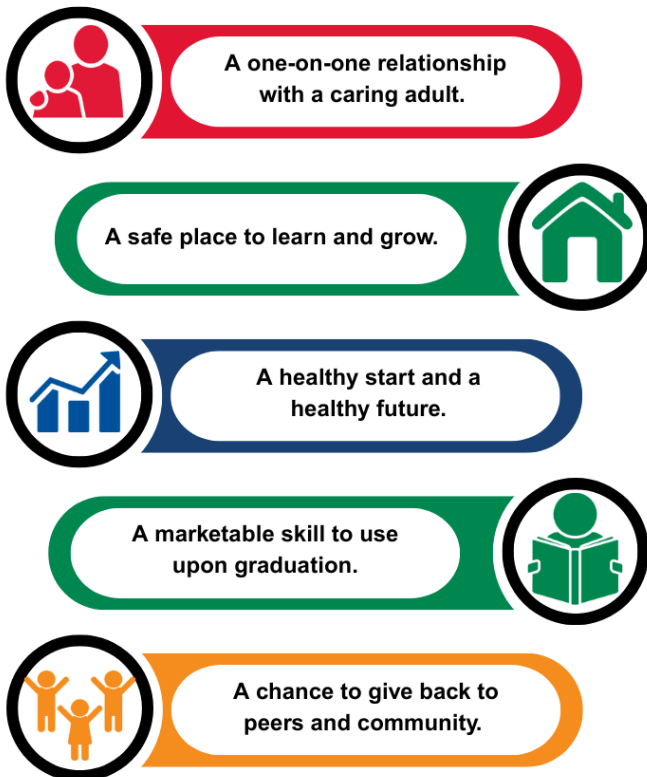 A one-on-one relationship
with a caring adult.
A safe place to learn and grow.
A healthy start and a
healthy future.
A marketable skill to use
upon graduation.
A chance to give back to
peers and community.